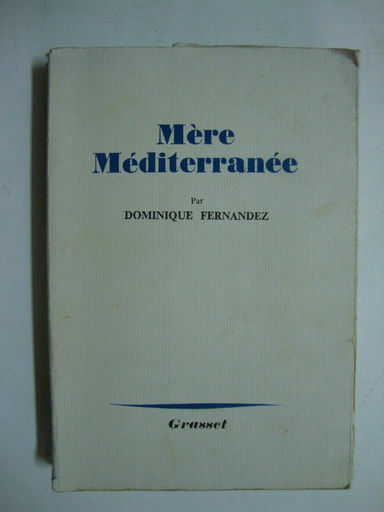 Mère
Méditerranée
Par
DOMINIQUE FERNANDEZ
Grasset